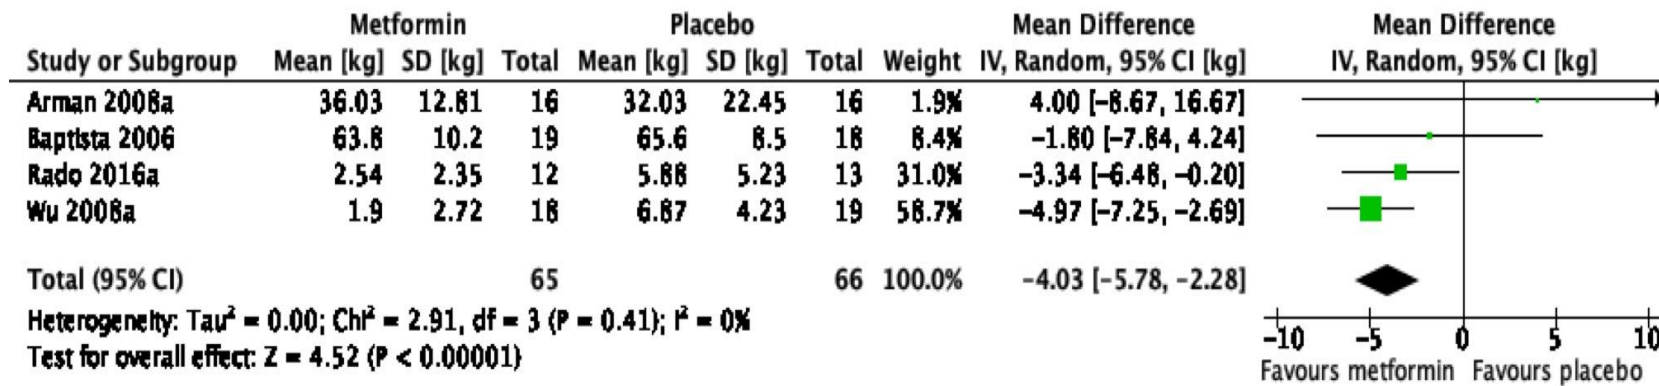 Metformin Placebo Mean Difference Mean Difference
Study or Subgroup Mean [kg] SD [kg] Total Mean [kg] SD [kg] Total Weight IV, Random, 95% CI [kg] IV, Random, 95% CI [kg]
Arman 2008a 36.03 12.81 16 32.03 22.45 16 1.9% 4.00 [−8.67, 16.67]
Baptista 2006 63.8 10.2 19 65.6 8.5 18 8.4% −1.80 [−7.84, 4.24]
Rado 2016a 2.54 2.35 12 5.88 5.23 13 31.0% −3.34 [−6.48, −0.20]
Wu 2008a 1.9 2.72 18 6.87 4.23 19 58.7% −4.97 [−7.25, −2.69]
Total (95% CI) 65 66 100.0% −4.03 [−5.78, −2.28]
Heterogeneity: Tau² = 0.00; Chi² = 2.91, df = 3 (P = 0.41); I² = 0%
Test for overall effect: Z = 4.52 (P < 0.00001)
−10 −5 0 5 10
Favours metformin Favours placebo